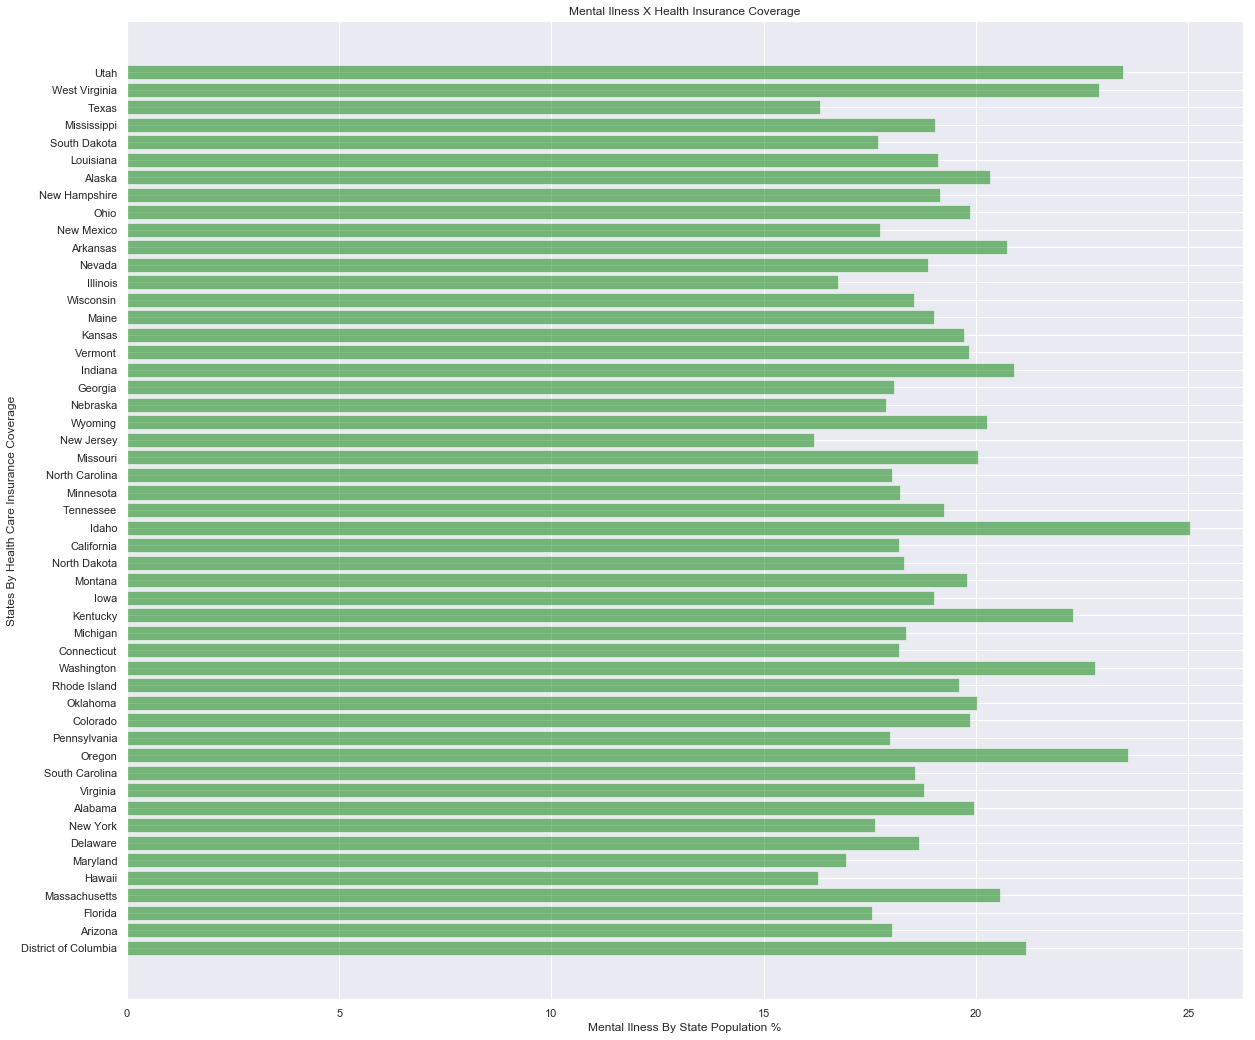 Mental Ilness X Health Insurance Coverage
States By Health Care Insurance Coverage
Utah
West Virginia
Texas
Mississippi
South Dakota
Louisiana
Alaska
New Hampshire
Ohio
New Mexico
Arkansas
Nevada
Illinois
Wisconsin
Maine
Kansas
Vermont
Indiana
Georgia
Nebraska
Wyoming
New Jersey
Missouri
North Carolina
Minnesota
Tennessee
Idaho
California
North Dakota
Montana
Iowa
Kentucky
Michigan
Connecticut
Washington
Rhode Island
Oklahoma
Colorado
Pennsylvania
Oregon
South Carolina
Virginia
Alabama
New York
Delaware
Maryland
Hawaii
Massachusetts
Florida
Arizona
District of Columbia
0 5 10 15 20 25
Mental Ilness By State Population %